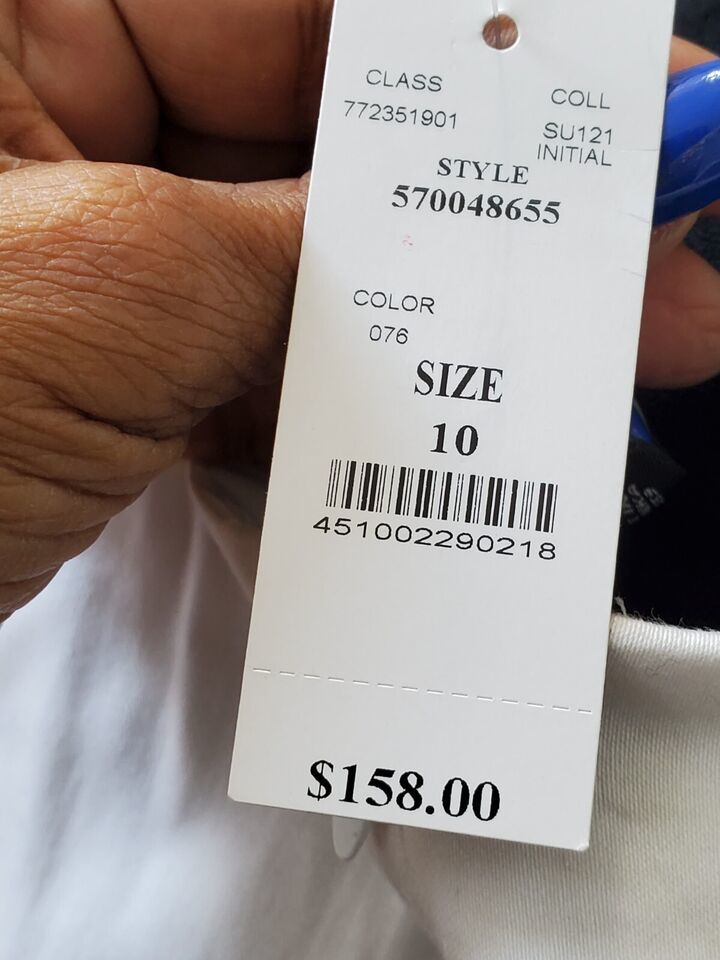 CLASS
772351901
COLL
SU121
INITIAL
STYLE
570048655
COLOR
076
SIZE
10
451002290218
$158.00